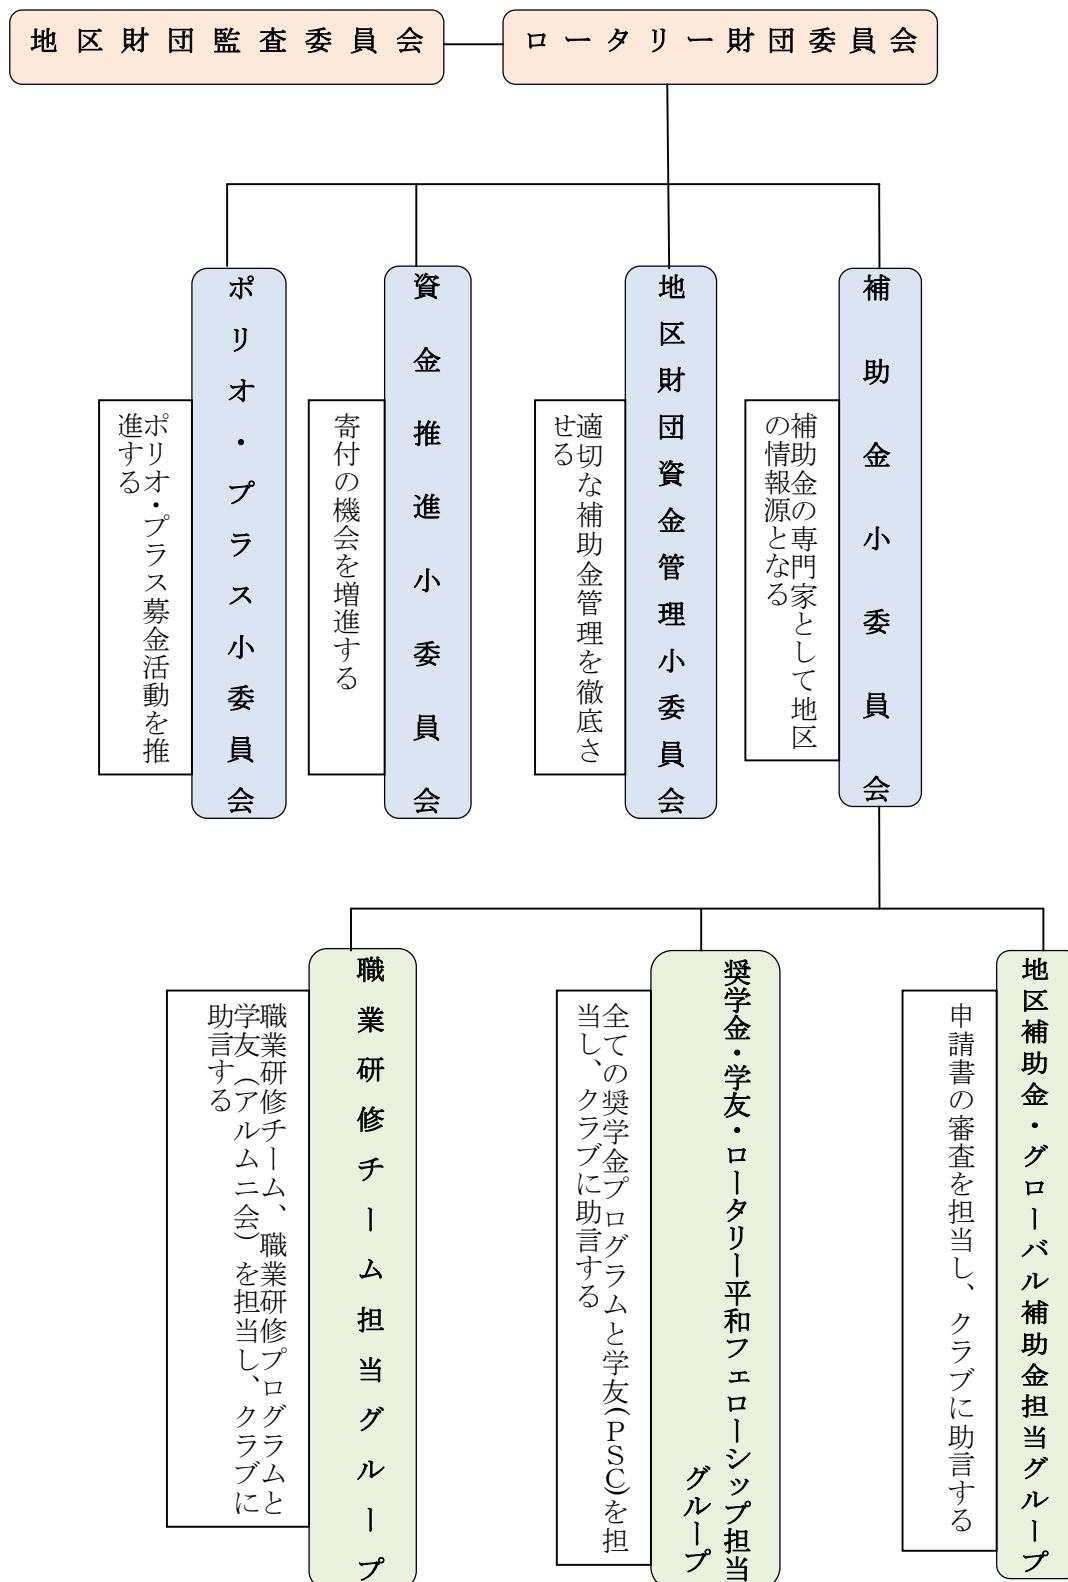 地区財団監査委員会
ロータリー財団委員会
補助金小委員会
補助金の専門家として地区
の情報源となる
地区財団資金管理小委員会
適切な補助金管理を徹底さ
せる
資金推進小委員会
寄付の機会を増進する
ポリオ・プラス小委員会
ポリオ・プラス募金活動を推
進する
地区補助金・グローバル補助金担当グループ
申請書の審査を担当し、クラブに助言する
奨学金・学友・ロータリー平和フェローシップ担当
グループ
全ての奨学金プログラムと学友(PSC)を担
当し、クラブに助言する
職業研修チーム担当グループ
職業研修チーム、職業研修プログラムと
学友（アルムニ会）を担当し、クラブに
助言する